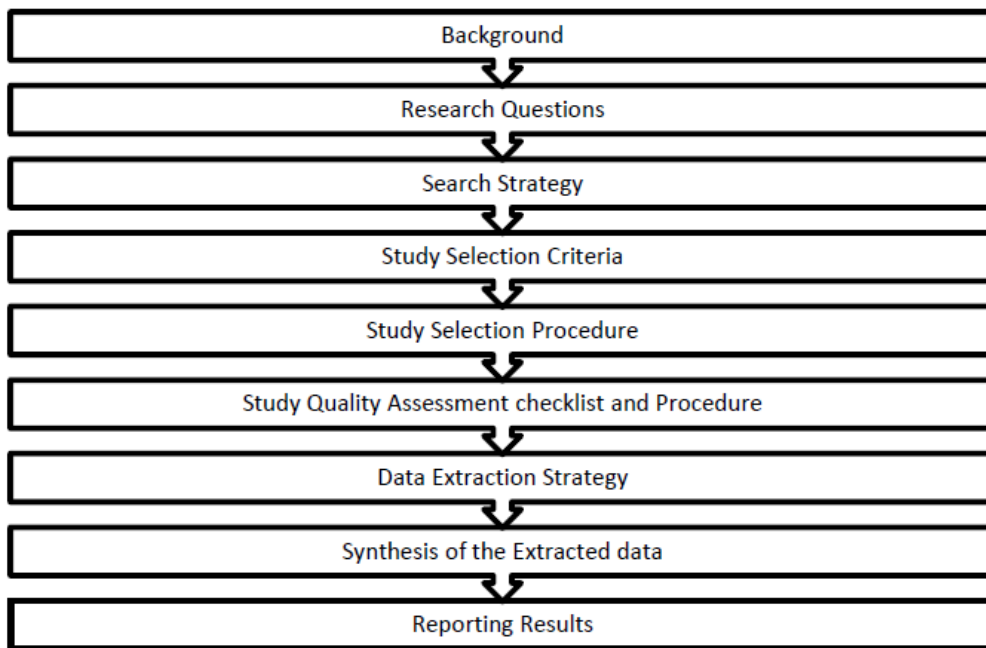 Background
Research Questions
Search Strategy
Study Selection Criteria
Study Selection Procedure
Study Quality Assessment checklist and Procedure
Data Extraction Strategy
Synthesis of the Extracted data
Reporting Results